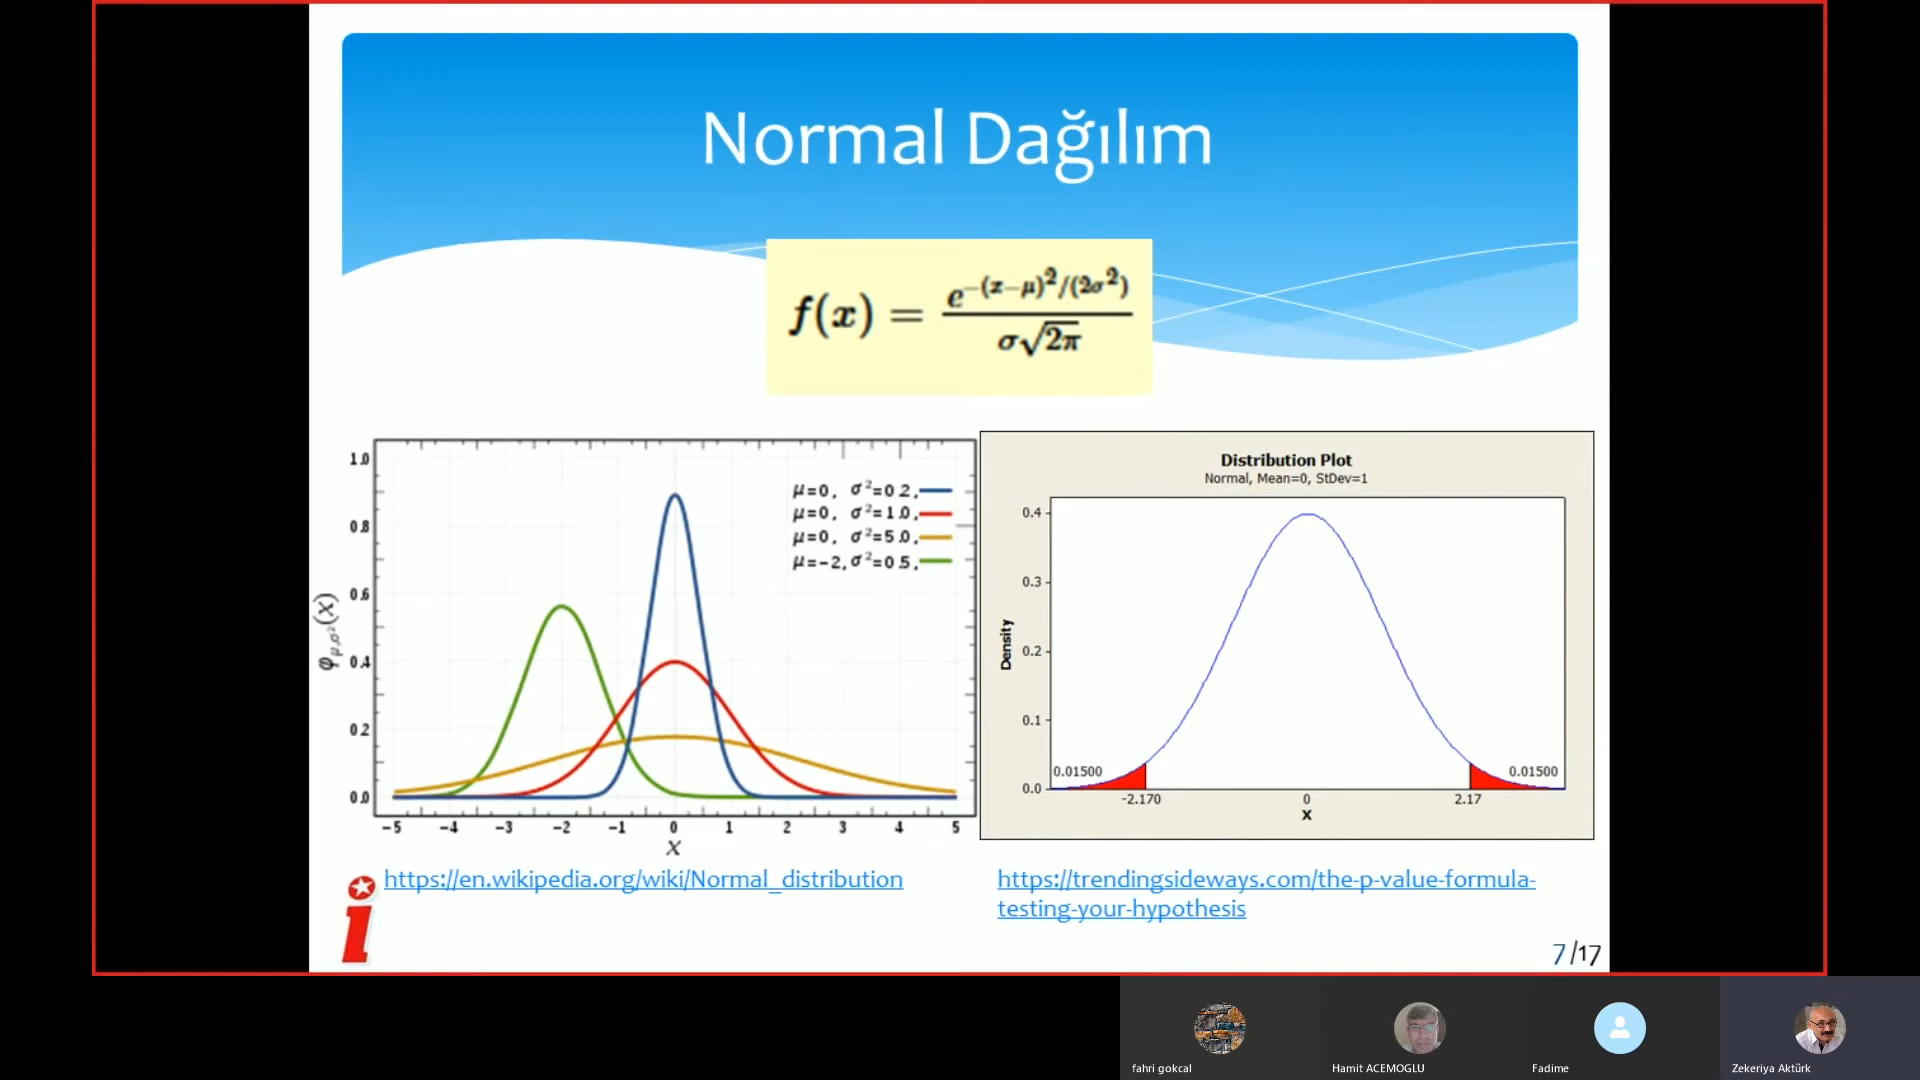 Normal Dağılım
f(x) = e^−(x−μ)²/(2σ²) / σ√2π
1.0
0.8
0.6
0.4
0.2
0.0
φμ,σ²(x)
μ=0, σ²=0.2,
μ=0, σ²=1.0,
μ=0, σ²=5.0,
μ=−2, σ²=0.5,
−5 −4 −3 −2 −1 0 1 2 3 4 5
x
Distribution Plot
Normal, Mean=0, StDev=1
0.4
0.3
0.2
0.1
0.0
Density
0.01500 0.01500
-2.170 0 2.17
X
https://en.wikipedia.org/wiki/Normal_distribution
https://trendingsideways.com/the-p-value-formula-
testing-your-hypothesis
i
7/17
fahri gokcal
Hamit ACEMOGLU
Fadime
Zekeriya Aktürk